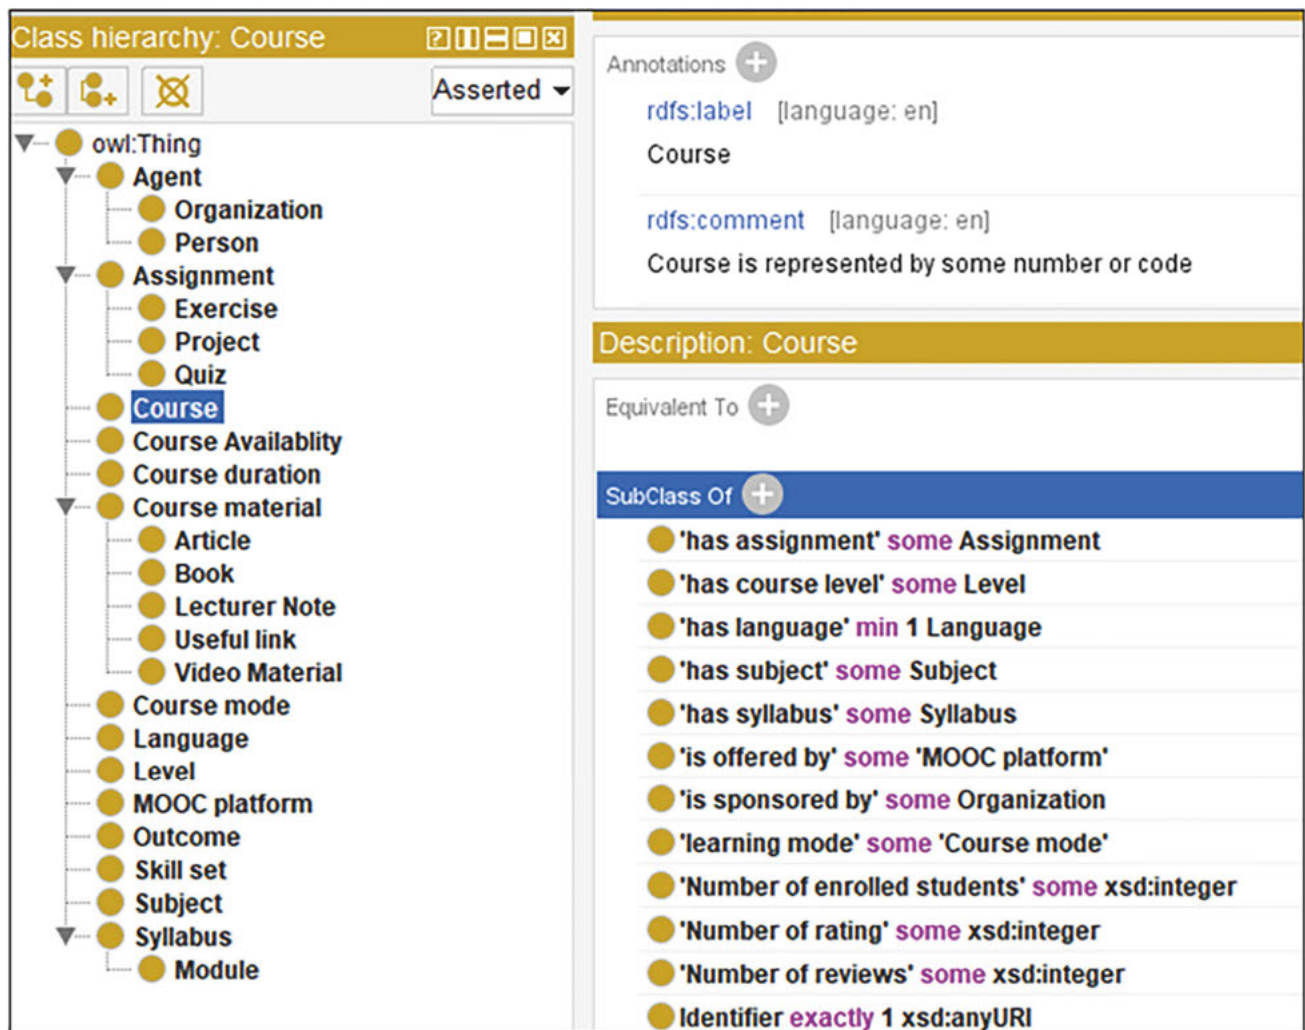 Class hierarchy: Course
Asserted
owl:Thing
Agent
Organization
Person
Assignment
Exercise
Project
Quiz
Course
Course Availablity
Course duration
Course material
Article
Book
Lecturer Note
Useful link
Video Material
Course mode
Language
Level
MOOC platform
Outcome
Skill set
Subject
Syllabus
Module
Annotations
rdfs:label [language: en]
Course
rdfs:comment [language: en]
Course is represented by some number or code
Description: Course
Equivalent To
SubClass Of
'has assignment' some Assignment
'has course level' some Level
'has language' min 1 Language
'has subject' some Subject
'has syllabus' some Syllabus
'is offered by' some 'MOOC platform'
'is sponsored by' some Organization
'learning mode' some 'Course mode'
'Number of enrolled students' some xsd:integer
'Number of rating' some xsd:integer
'Number of reviews' some xsd:integer
Identifier exactly 1 xsd:anyURI